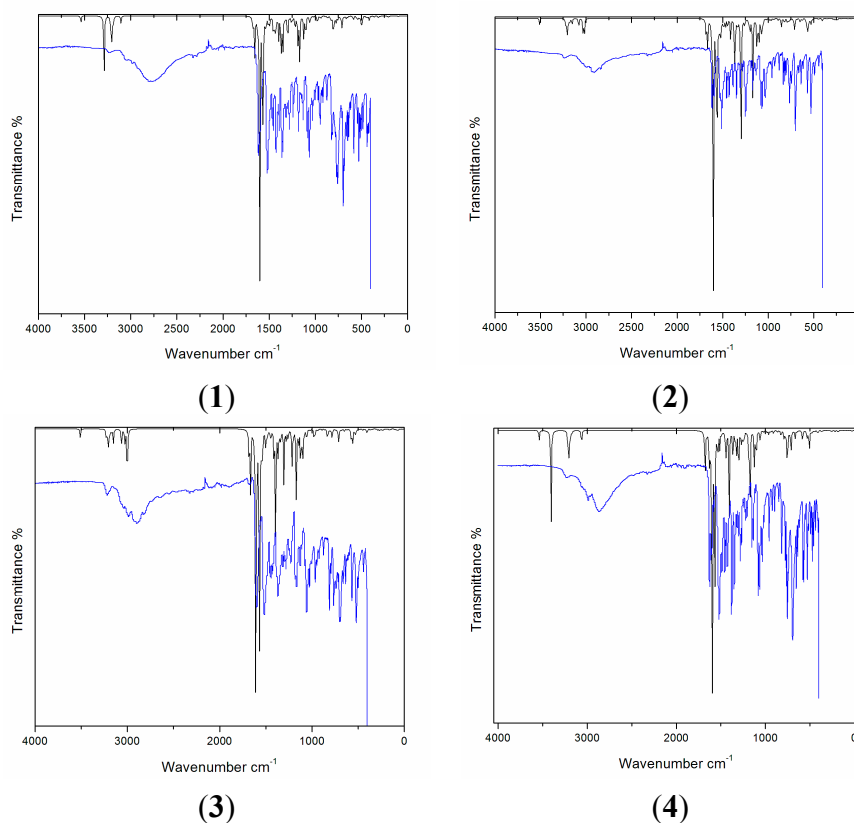 Transmittance %
4000 3500 3000 2500 2000 1500 1000 500 0
Wavenumber cm⁻¹
(1)
Transmittance %
4000 3500 3000 2500 2000 1500 1000 500
Wavenumber cm⁻¹
(2)
Transmittance %
4000 3000 2000 1000 0
Wavenumber cm⁻¹
(3)
Transmittance %
4000 3000 2000 1000 0
Wavenumber cm⁻¹
(4)